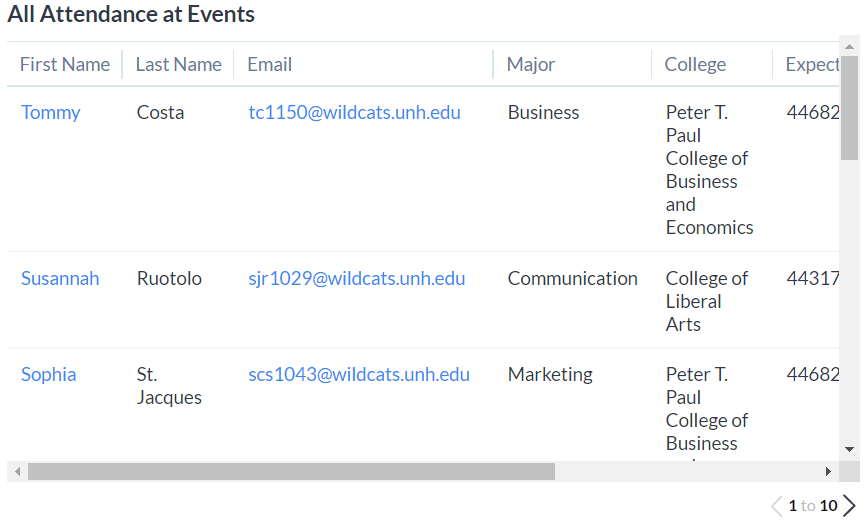 All Attendance at Events
First Name Last Name Email Major College Expect
Tommy Costa tc1150@wildcats.unh.edu Business Peter T. 44682
Paul
College of
Business
and
Economics
Susannah Ruotolo sjr1029@wildcats.unh.edu Communication College of 44317
Liberal
Arts
Sophia St. scs1043@wildcats.unh.edu Marketing Peter T. 44682
Jacques Paul
College of
Business
1 to 10